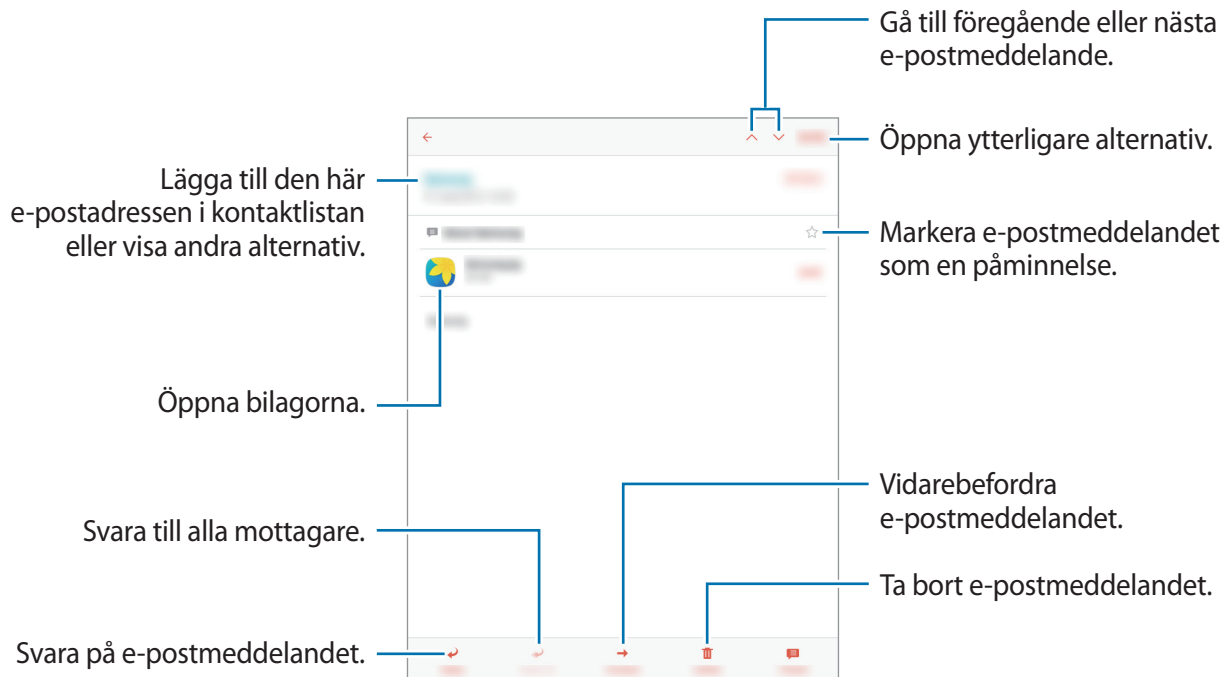 Gå till föregående eller nästa
e-postmeddelande.
Öppna ytterligare alternativ.
Lägga till den här
e-postadressen i kontaktlistan
eller visa andra alternativ.
Markera e-postmeddelandet
som en påminnelse.
Öppna bilagorna.
Vidarebefordra
e-postmeddelandet.
Svara till alla mottagare.
Ta bort e-postmeddelandet.
Svara på e-postmeddelandet.